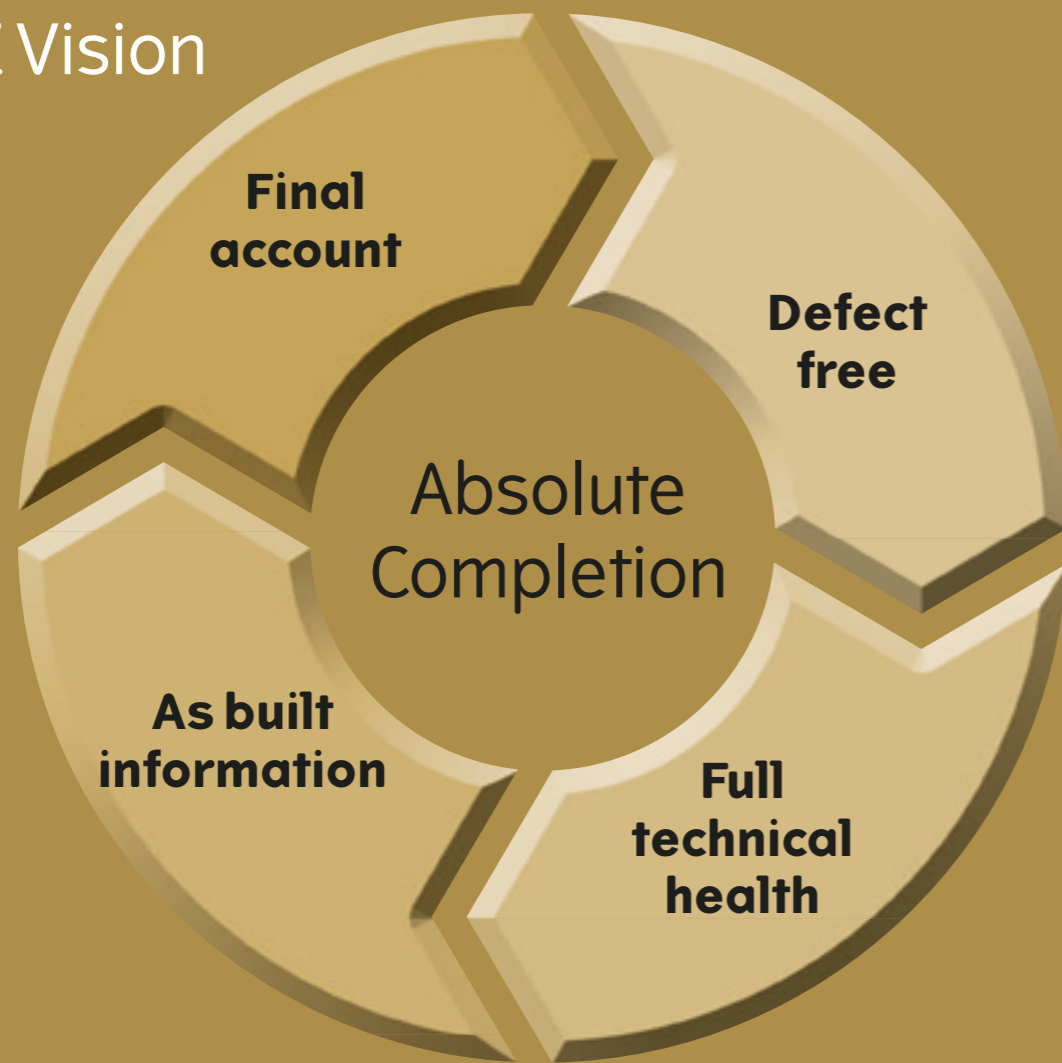 Vision
Final
account
Defect
free
Absolute
Completion
As built
information
Full
technical
health